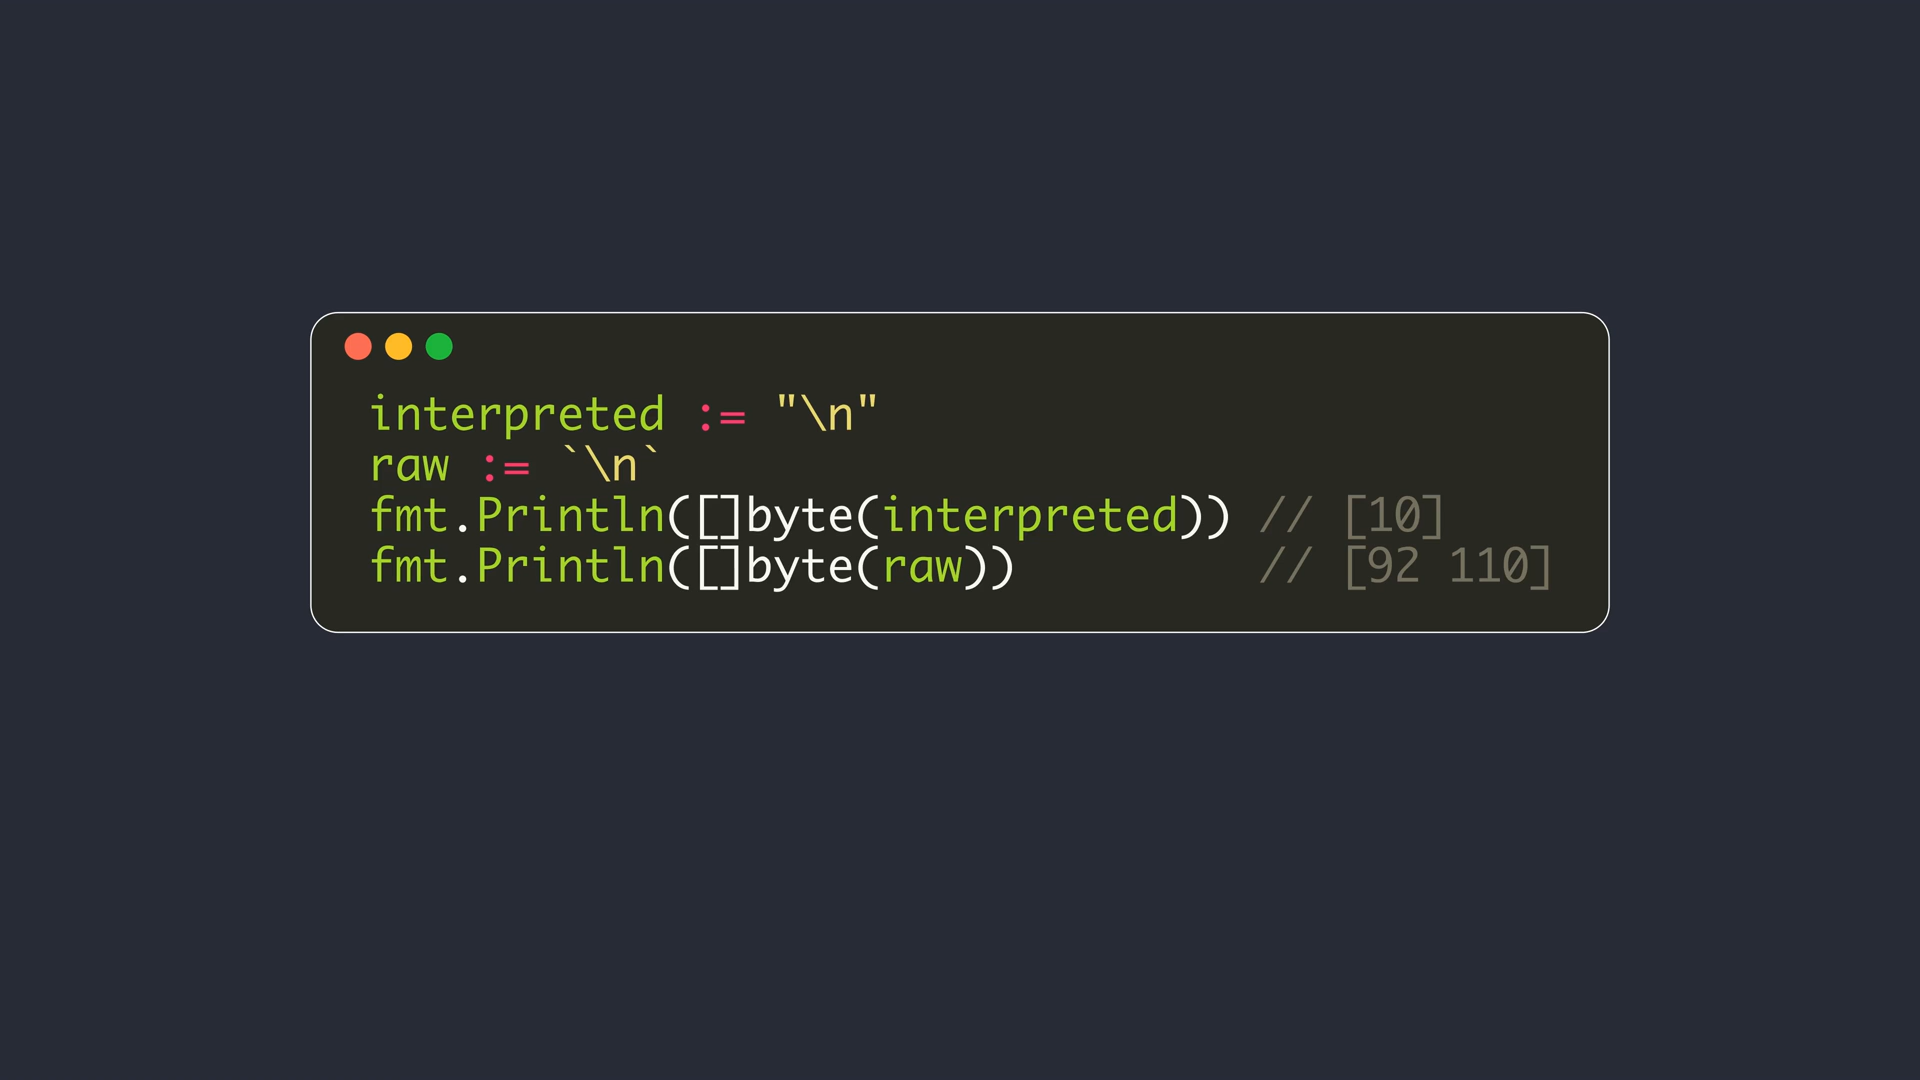 interpreted := "\n"
raw := `\n`
fmt.Println([]byte(interpreted)) // [10]
fmt.Println([]byte(raw))         // [92 110]